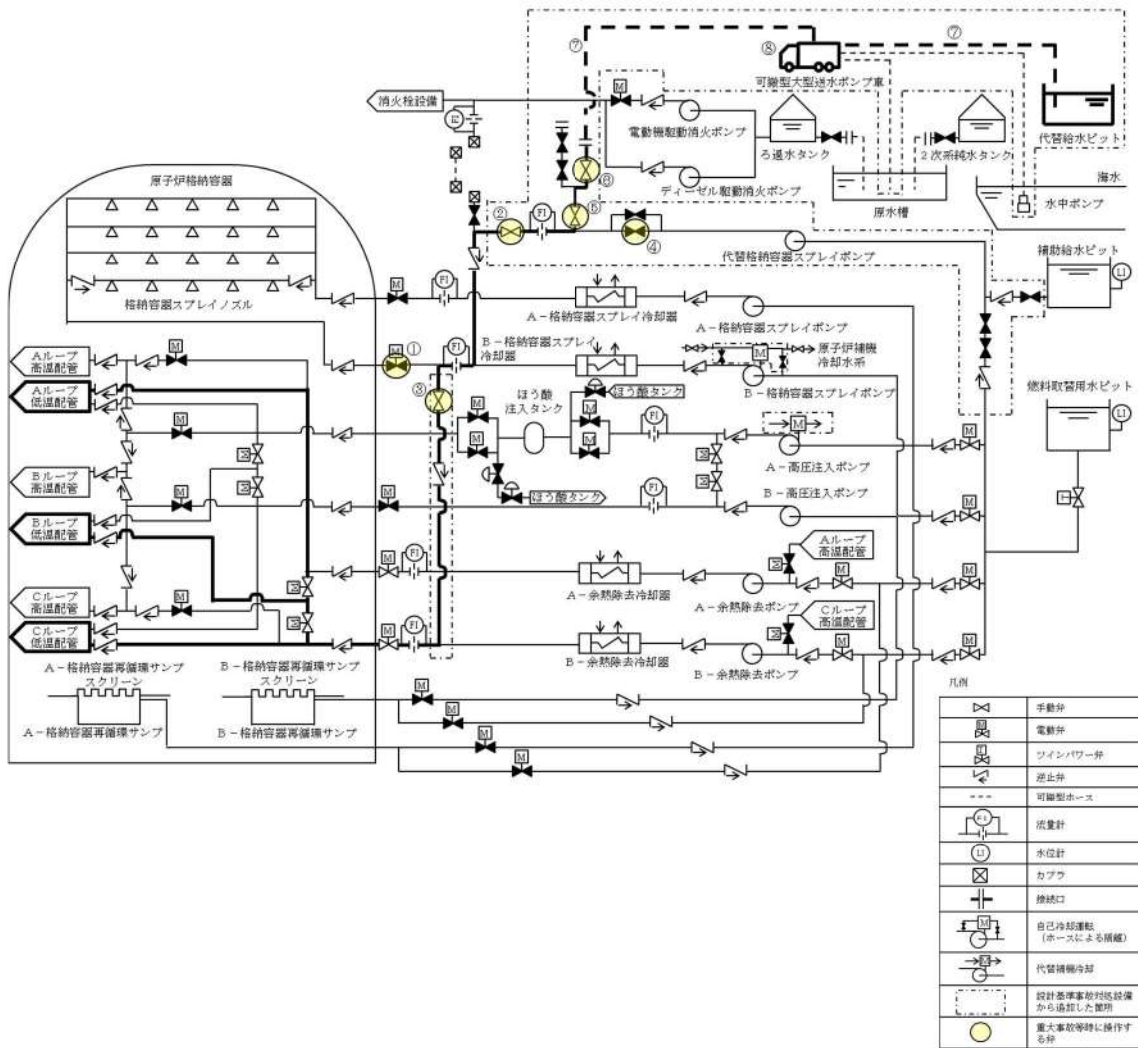 ⑦
⑧
⑦
可搬型大型送水ポンプ車
消火栓設備
M
電動機駆動消火ポンプ
ろ過水タンク
2次系純水タンク
代替給水ピット
FI
原子炉格納容器
⑥
ディーゼル駆動消火ポンプ
原水槽
海水
水中ポンプ
②
FI
⑤
④
代替格納容器スプレイポンプ
補助給水ピット
LI
格納容器スプレイノズル
M
FI
A－格納容器スプレイ冷却器
A－格納容器スプレイポンプ
M
①
FI
B－格納容器スプレイ
冷却器
M
原子炉補機
冷却水系
B－格納容器スプレイポンプ
Aループ
高温配管
M
③
ほう酸
注入タンク
ほう酸タンク
燃料取替用水ピット
LI
Aループ
低温配管
M
M
M
M
M
FI
M
M
A－高圧注入ポンプ
M
M
Bループ
高温配管
M
M
M
ほう酸タンク
FI
M
B－高圧注入ポンプ
M
T
Bループ
低温配管
Aループ
高温配管
M
FI
M
M
M
A－余熱除去冷却器
A－余熱除去ポンプ
Cループ
高温配管
M
M
Cループ
高温配管
Cループ
低温配管
M
FI
M
M
M
B－余熱除去冷却器
B－余熱除去ポンプ
A－格納容器再循環サンプ
スクリーン
B－格納容器再循環サンプ
スクリーン
M
A－格納容器再循環サンプ
B－格納容器再循環サンプ
M
M
M
凡例
手動弁
M
電動弁
T
ツインパワー弁
逆止弁
可搬型ホース
FI
流量計
LI
水位計
カプラ
接続口
M
自己冷却運転
（ホースによる隔離）
M
代替補機冷却
設計基準事故対処設備
から追加した箇所
重大事故等時に操作す
る弁